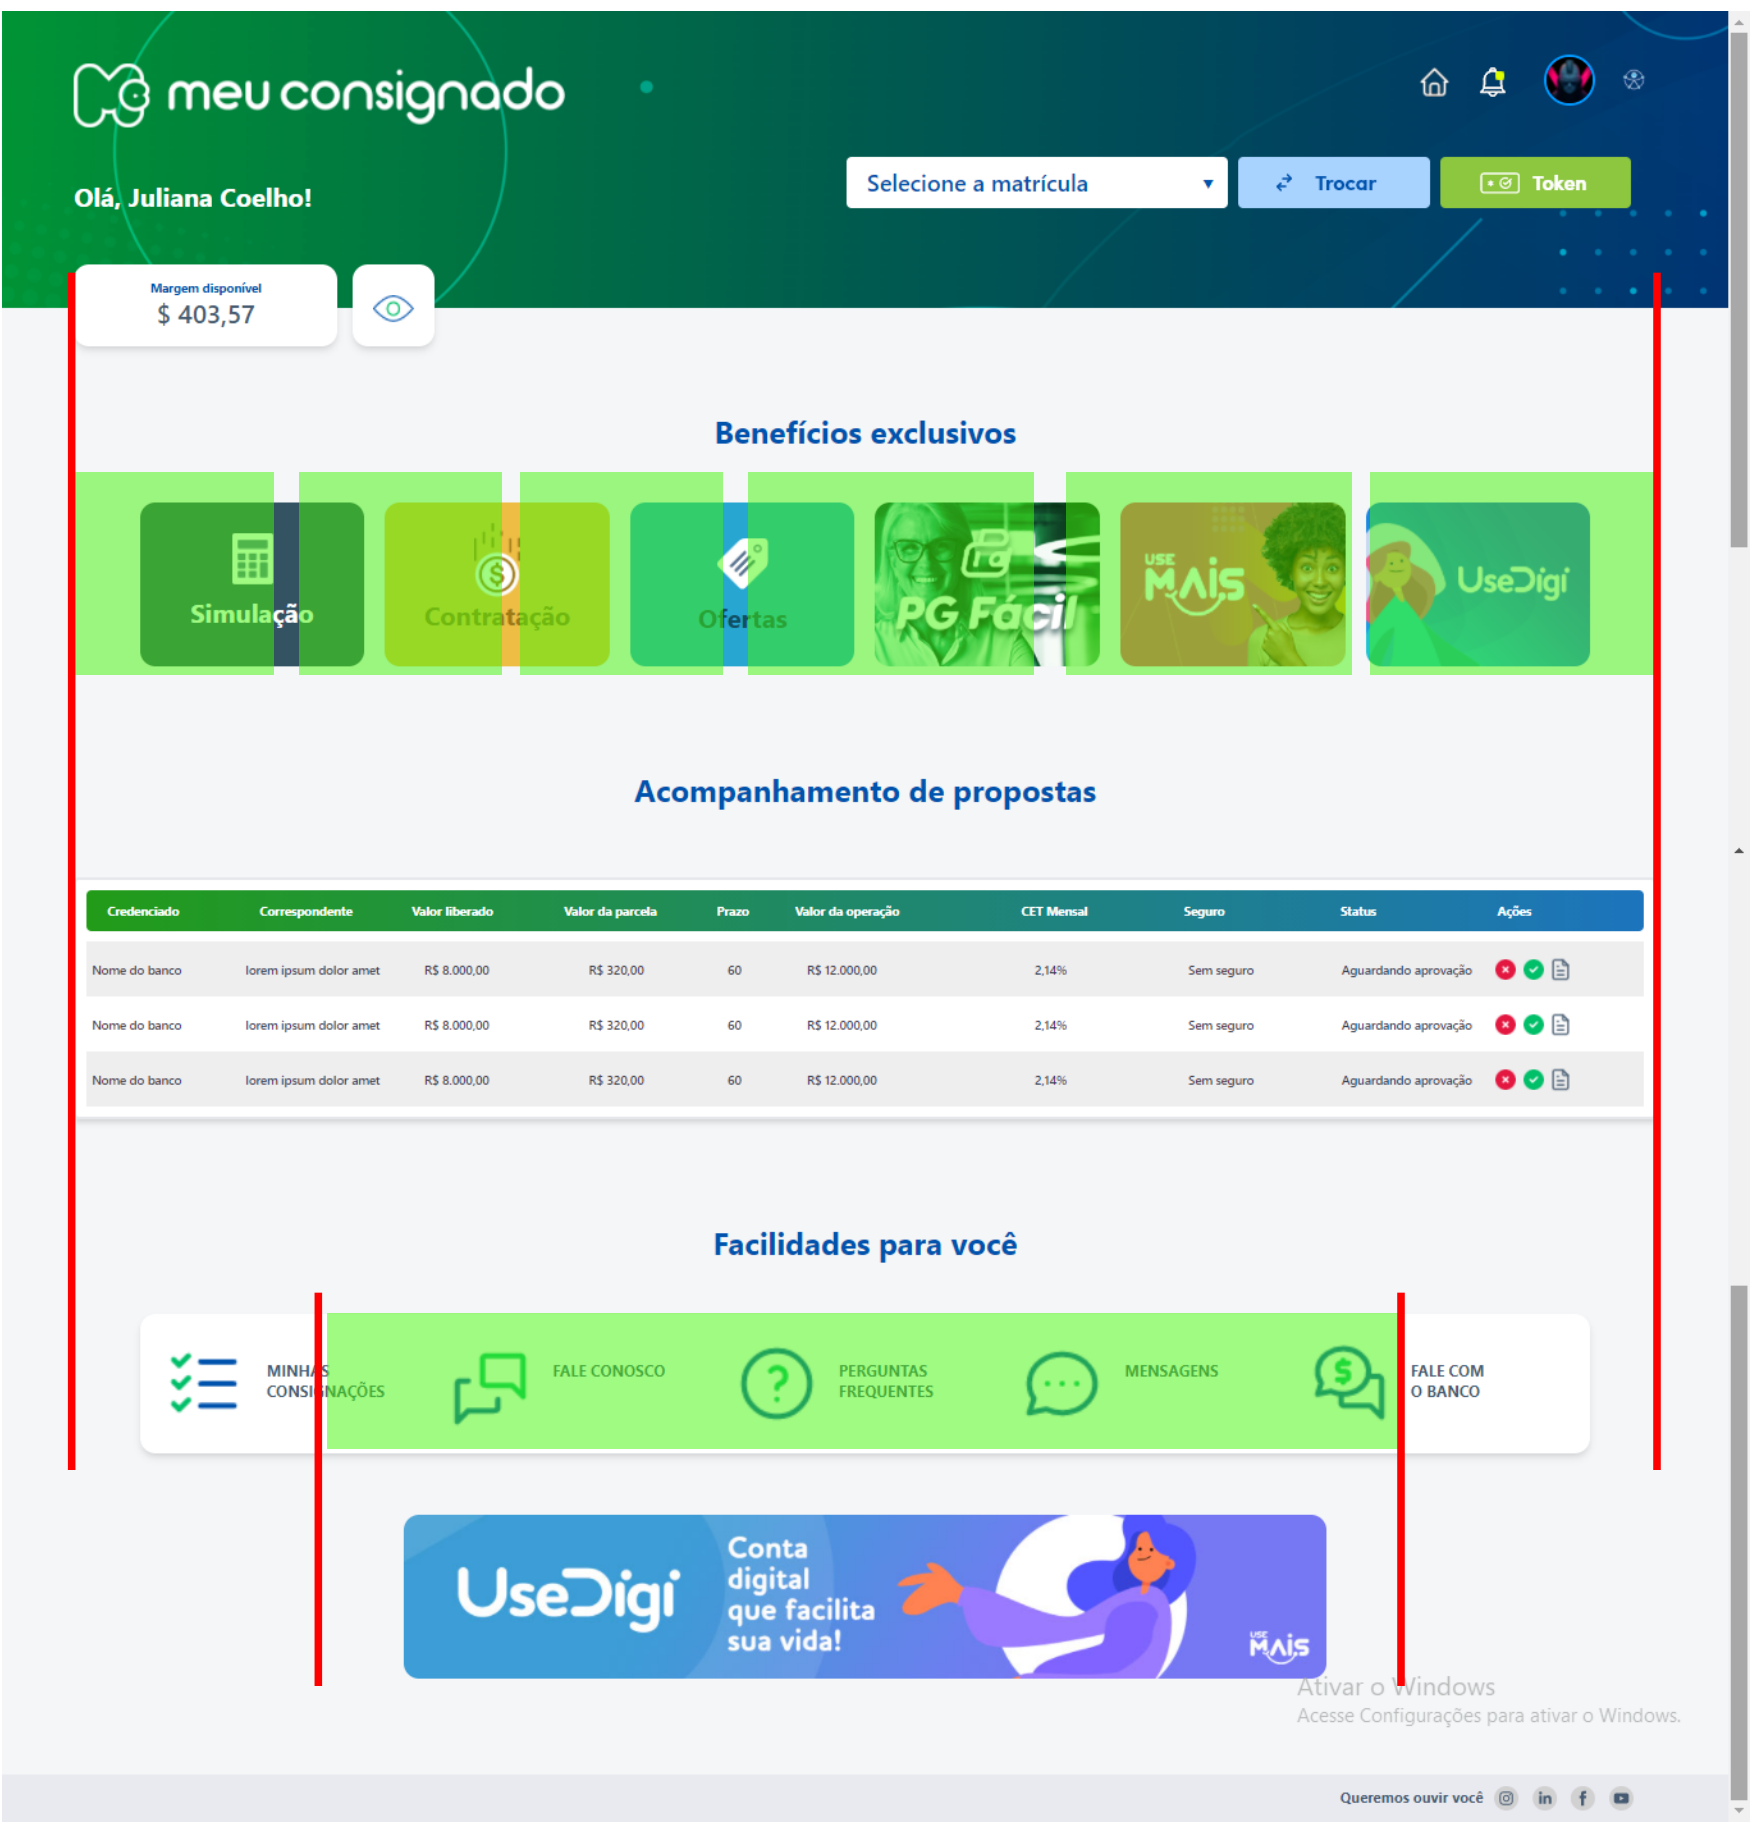 meu consignado
Olá, Juliana Coelho!
Selecione a matrícula
Trocar
Token
Margem disponível
$ 403,57
Benefícios exclusivos
Simulação
Contratação
Ofertas
PG Fácil
USE MAIS
UseDigi
Acompanhamento de propostas
Credenciado Correspondente Valor liberado Valor da parcela Prazo Valor da operação CET Mensal Seguro Status Ações
Nome do banco lorem ipsum dolor amet R$ 8.000,00 R$ 320,00 60 R$ 12.000,00 2,14% Sem seguro Aguardando aprovação
Nome do banco lorem ipsum dolor amet R$ 8.000,00 R$ 320,00 60 R$ 12.000,00 2,14% Sem seguro Aguardando aprovação
Nome do banco lorem ipsum dolor amet R$ 8.000,00 R$ 320,00 60 R$ 12.000,00 2,14% Sem seguro Aguardando aprovação
Facilidades para você
MINHAS
CONSIGNAÇÕES
FALE CONOSCO
PERGUNTAS
FREQUENTES
MENSAGENS
FALE COM
O BANCO
UseDigi
Conta
digital
que facilita
sua vida!
USE
MAIS
Ativar o Windows
Acesse Configurações para ativar o Windows.
Queremos ouvir você